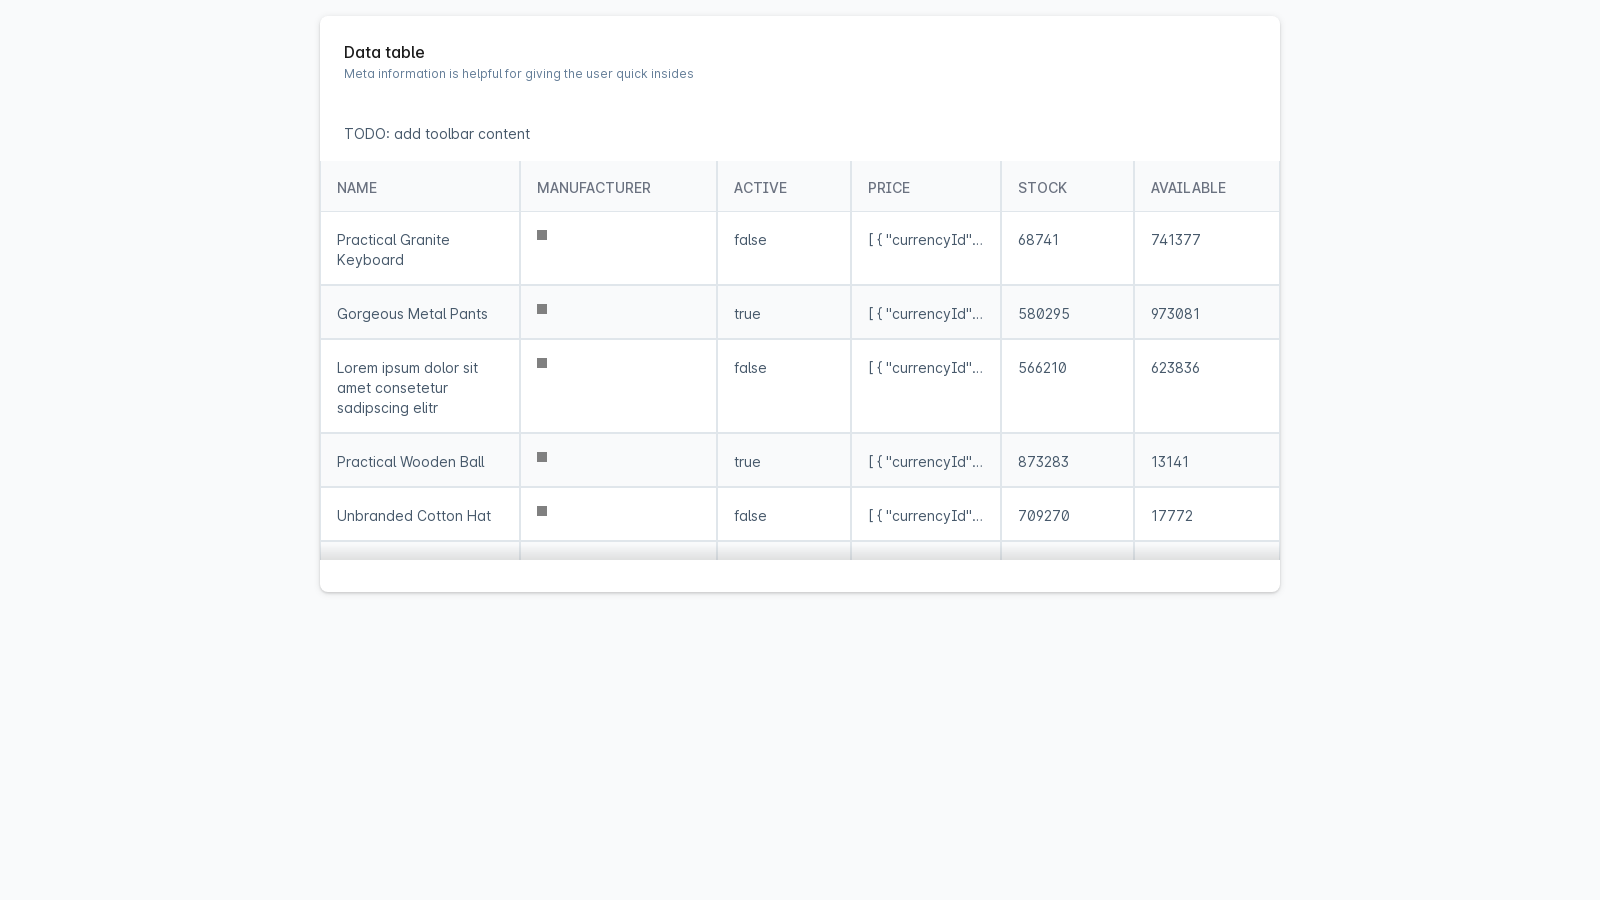 Data table
Meta information is helpful for giving the user quick insides
TODO: add toolbar content
NAME MANUFACTURER ACTIVE PRICE STOCK AVAILABLE
Practical Granite Keyboard false [ { "currencyId"... 68741 741377
Gorgeous Metal Pants true [ { "currencyId"... 580295 973081
Lorem ipsum dolor sit amet consetetur sadipscing elitr false [ { "currencyId"... 566210 623836
Practical Wooden Ball true [ { "currencyId"... 873283 13141
Unbranded Cotton Hat false [ { "currencyId"... 709270 17772